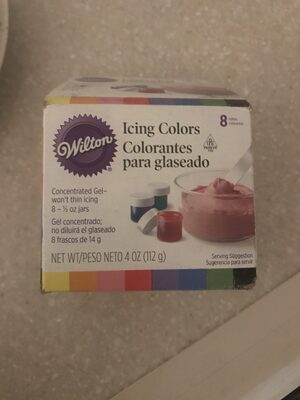 Wilton
Icing Colors
Colorantes
para glaseado
8
Concentrated Gel–
won't thin icing
8 – ½ oz jars
Gel concentrado;
no diluirá el glaseado
8 frascos de 14 g
NET WT/PESO NETO 4 OZ (112 g)
Serving Suggestion
Sugerencia para servir